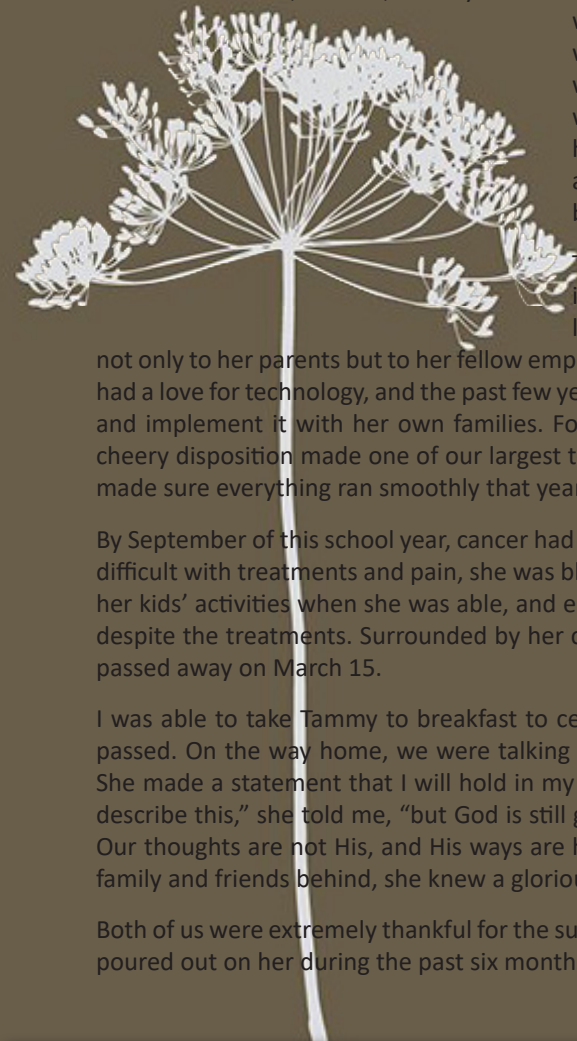 not only to her parents but to her fellow emp
had a love for technology, and the past few ye
and implement it with her own families. Fo
cheery disposition made one of our largest t
made sure everything ran smoothly that year
By September of this school year, cancer had
difficult with treatments and pain, she was bl
her kids’ activities when she was able, and e
despite the treatments. Surrounded by her
passed away on March 15.
I was able to take Tammy to breakfast to ce
passed. On the way home, we were talking
She made a statement that I will hold in my
describe this,” she told me, “but God is still g
Our thoughts are not His, and His ways are h
family and friends behind, she knew a gloriou
Both of us were extremely thankful for the su
poured out on her during the past six month